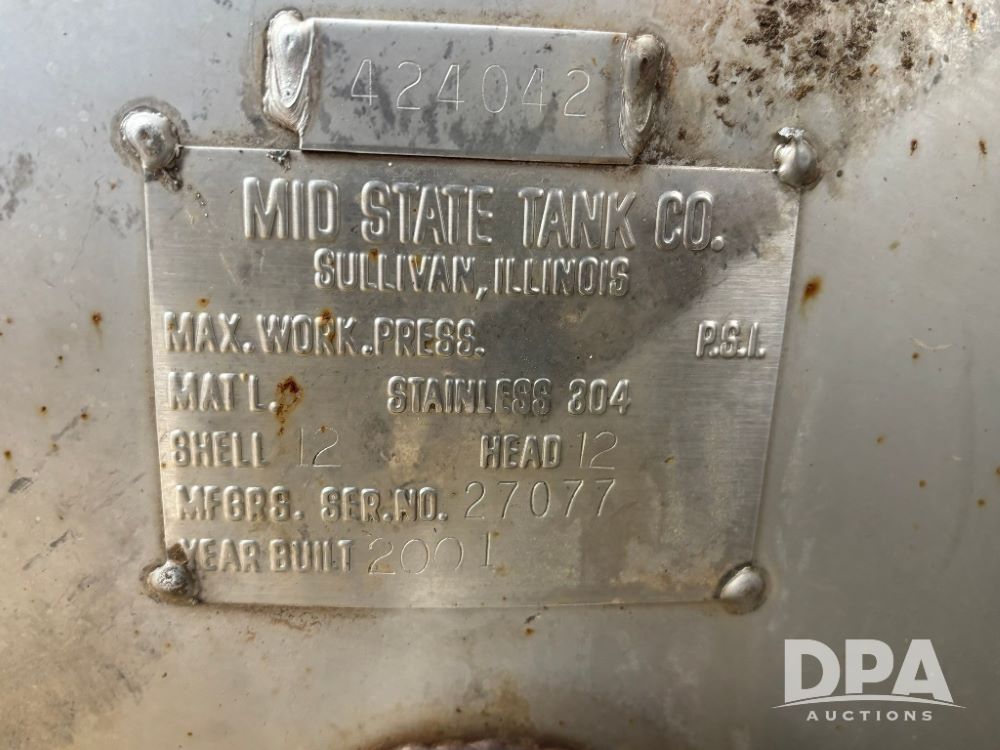 424042
MID STATE TANK CO.
SULLIVAN, ILLINOIS
MAX. WORK. PRESS. P.S.I.
MAT'L. STAINLESS 304
SHELL 12 HEAD 12
MFGRS. SER. NO. 27077
YEAR BUILT 2001
DPA
AUCTIONS